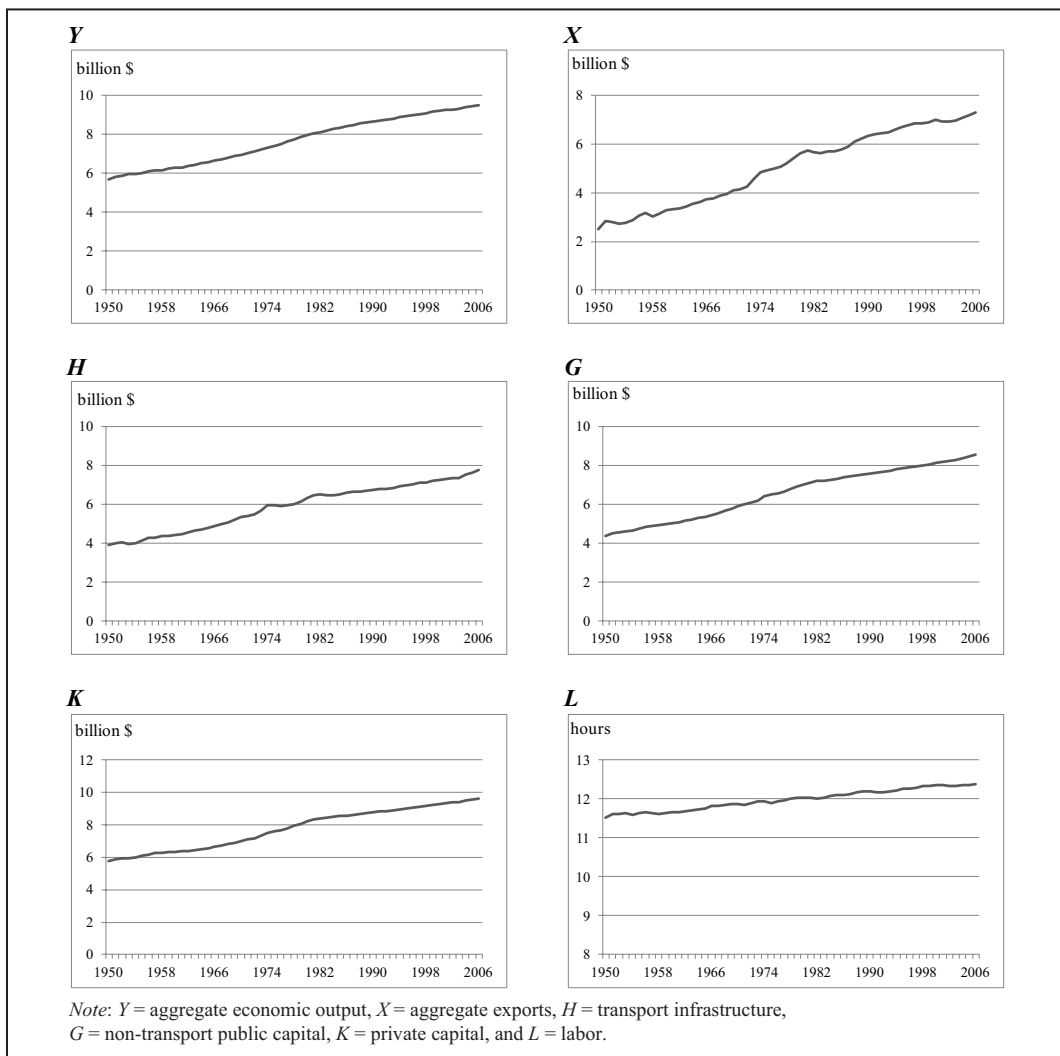 Y
billion $
10
8
6
4
2
0
1950 1958 1966 1974 1982 1990 1998 2006
X
billion $
8
6
4
2
0
1950 1958 1966 1974 1982 1990 1998 2006
H
billion $
10
8
6
4
2
0
1950 1958 1966 1974 1982 1990 1998 2006
G
billion $
10
8
6
4
2
0
1950 1958 1966 1974 1982 1990 1998 2006
K
billion $
12
10
8
6
4
2
0
1950 1958 1966 1974 1982 1990 1998 2006
L
hours
13
12
11
10
9
8
1950 1958 1966 1974 1982 1990 1998 2006
Note: Y = aggregate economic output, X = aggregate exports, H = transport infrastructure,
G = non-transport public capital, K = private capital, and L = labor.